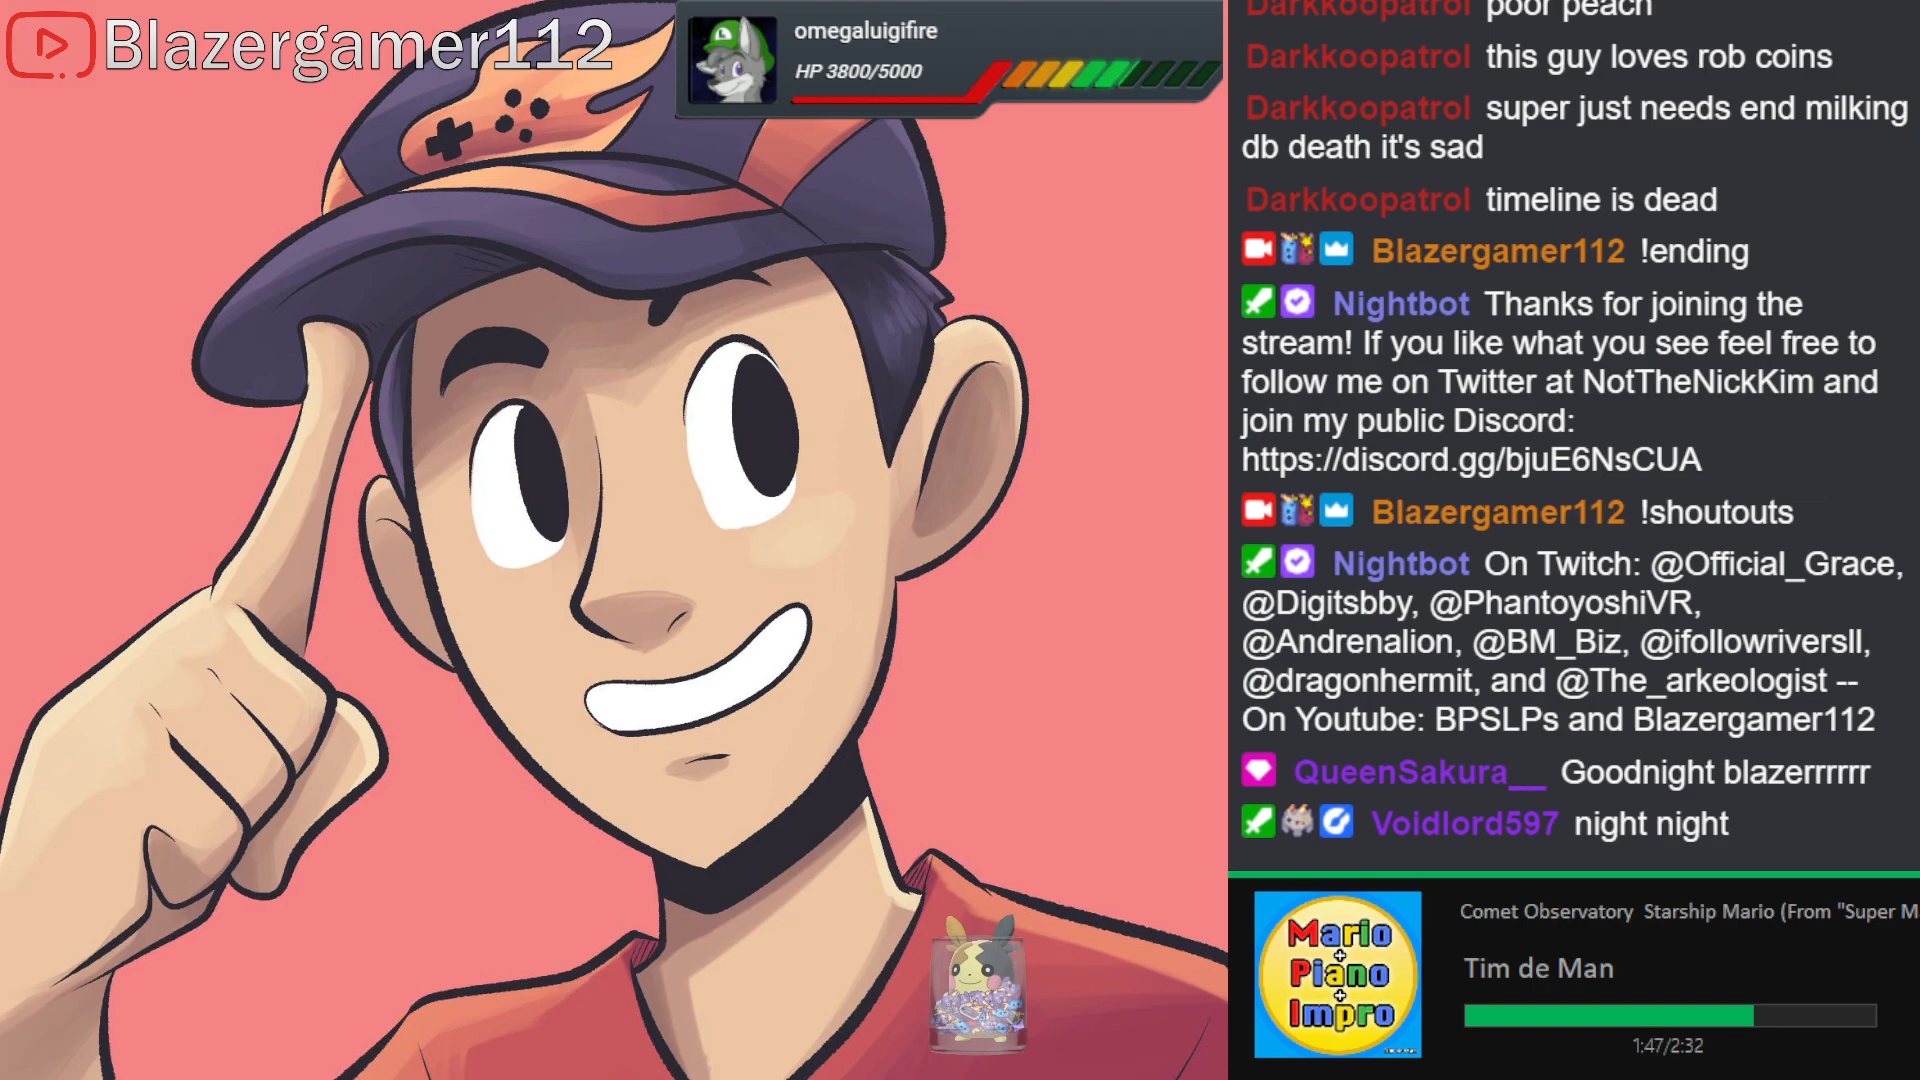 Blazergamer112
omegaluigifire
HP 3800/5000
Darkkoopatrol poor peach
Darkkoopatrol this guy loves rob coins
Darkkoopatrol super just needs end milking
db death it's sad
Darkkoopatrol timeline is dead
Blazergamer112 !ending
Nightbot Thanks for joining the
stream! If you like what you see feel free to
follow me on Twitter at NotTheNickKim and
join my public Discord:
https://discord.gg/bjuE6NsCUA
Blazergamer112 !shoutouts
Nightbot On Twitch: @Official_Grace,
@Digitsbby, @PhantoyoshiVR,
@Andrenalion, @BM_Biz, @ifollowriversll,
@dragonhermit, and @The_arkeologist --
On Youtube: BPSLPs and Blazergamer112
QueenSakura__ Goodnight blazerrrrrr
Voidlord597 night night
Mario
+
Piano
+
Impro
Comet Observatory Starship Mario (From "Super M
Tim de Man
1:47/2:32